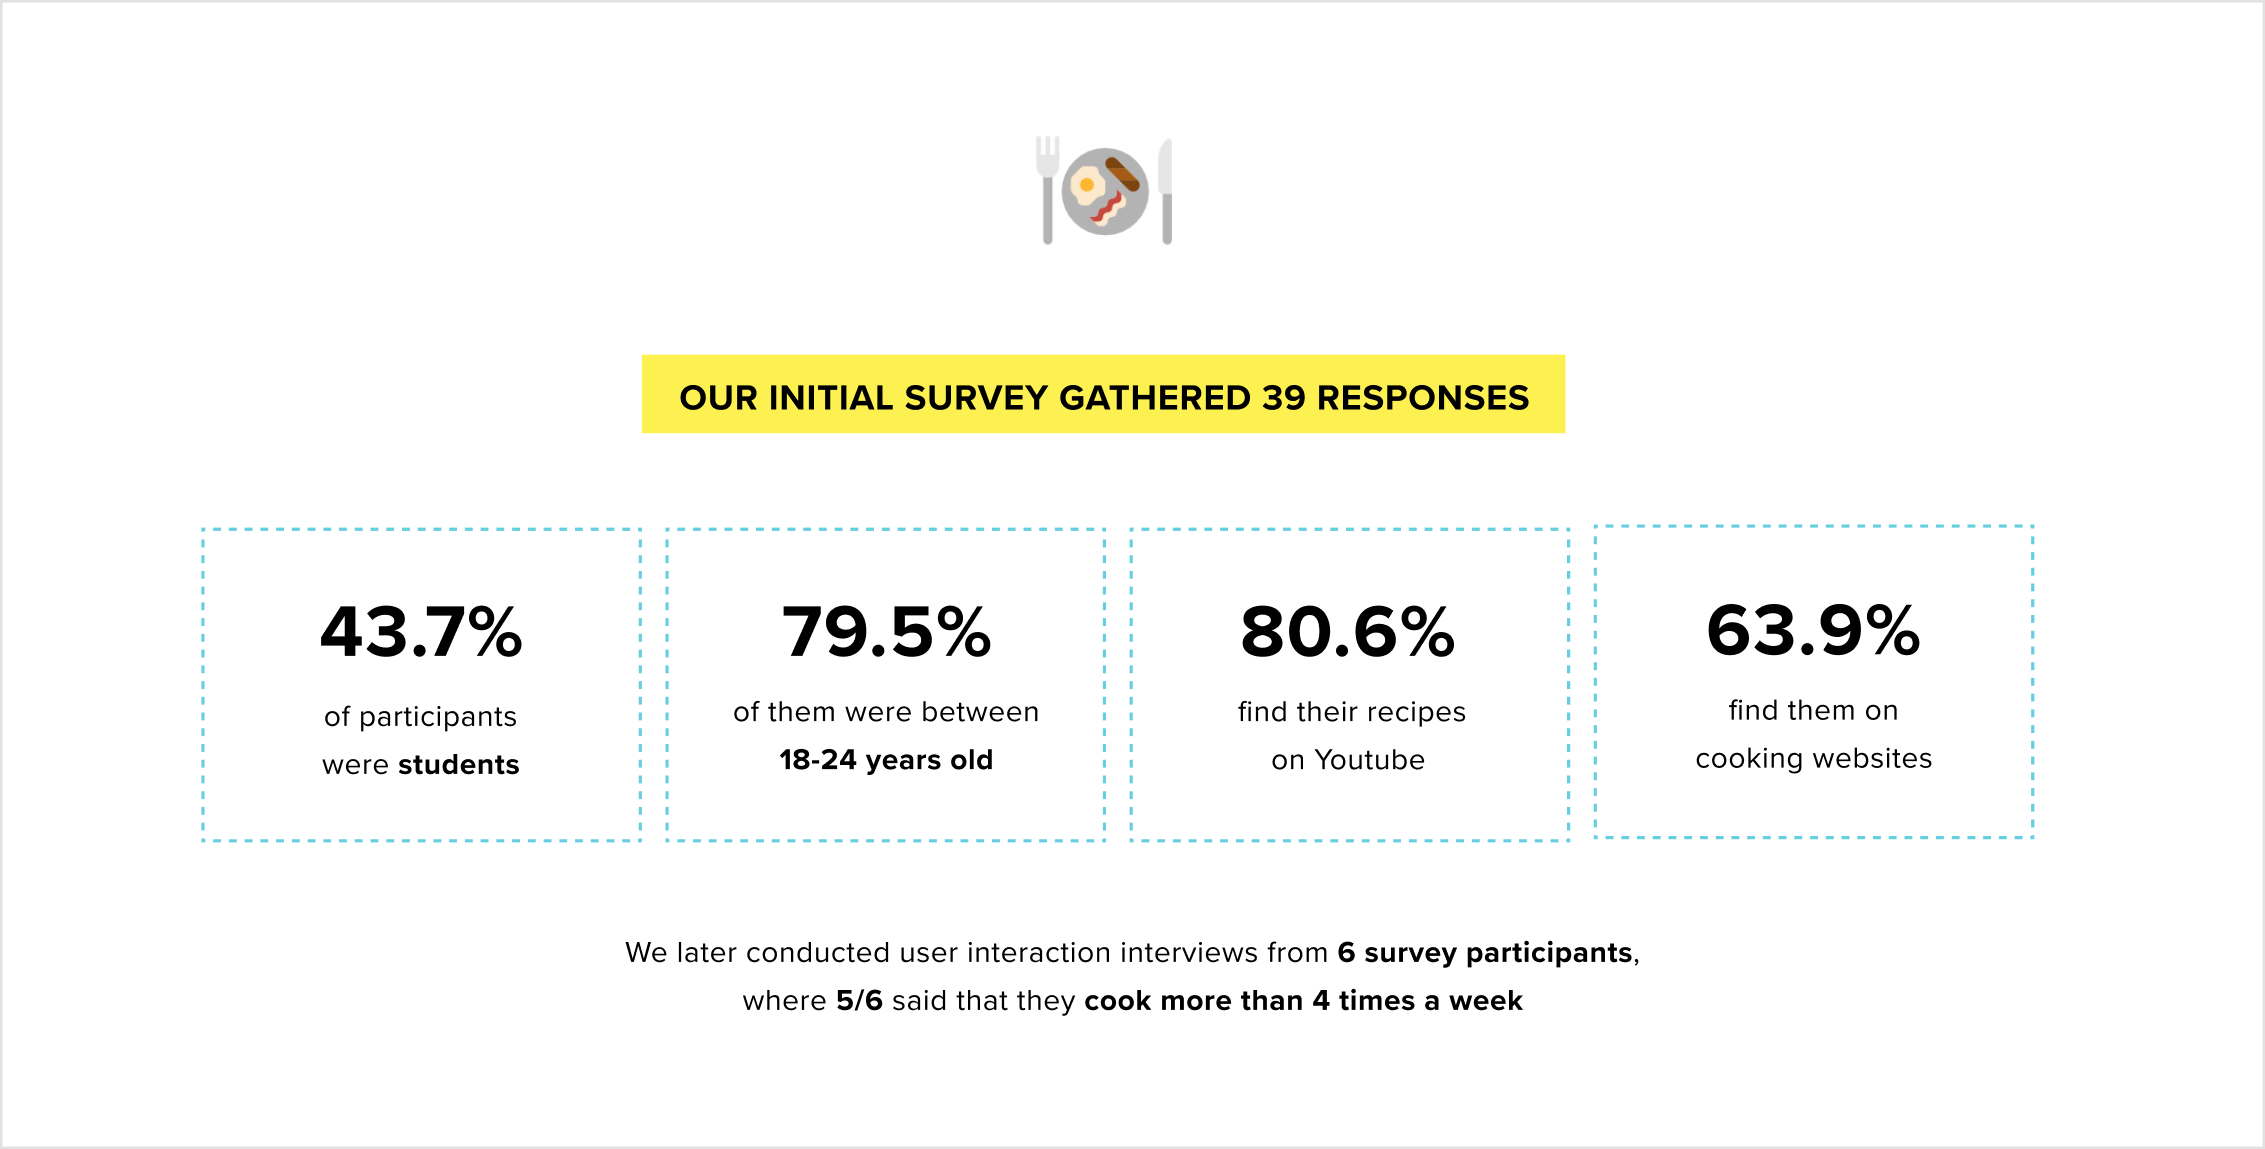 OUR INITIAL SURVEY GATHERED 39 RESPONSES
43.7%
of participants
were students
79.5%
of them were between
18-24 years old
80.6%
find their recipes
on Youtube
63.9%
find them on
cooking websites
We later conducted user interaction interviews from 6 survey participants,
where 5/6 said that they cook more than 4 times a week